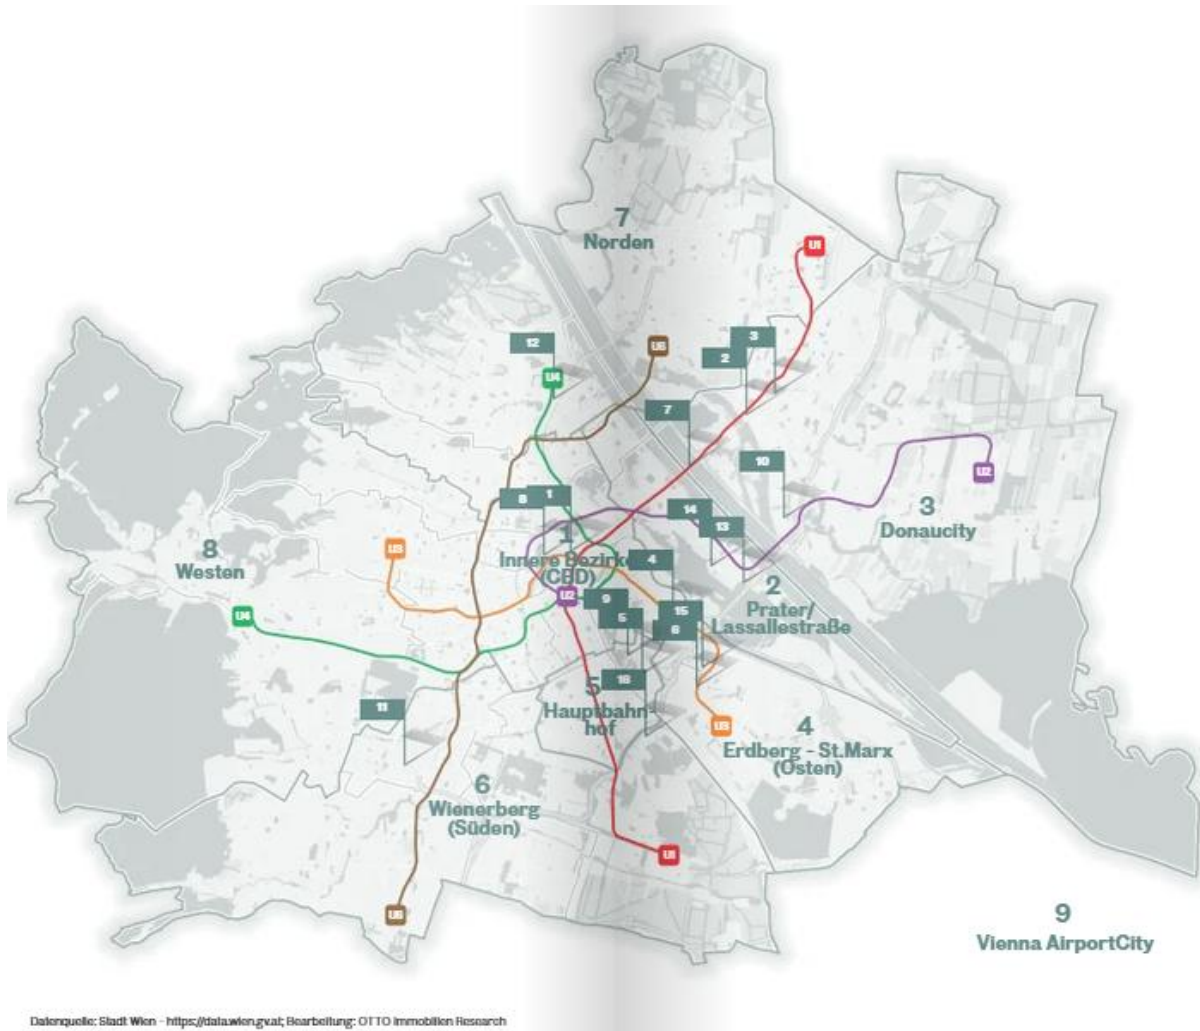 7
Norden
U1
12
3
2
U6
U4
7
10
U2
8
1
14
13
3
Donaucity
1
Innere Bezirke
(CBD)
8
Westen
U3
4
2
Prater/
Lassallestraße
U4
U2
9
5
15
6
5
Hauptbahn-
hof
11
U3
4
Erdberg - St.Marx
(Osten)
6
Wienerberg
(Süden)
U1
U6
9
Vienna AirportCity
Datenquelle: Stadt Wien - https://data.wien.gv.at; Bearbeitung: OTTO Immobilien Research